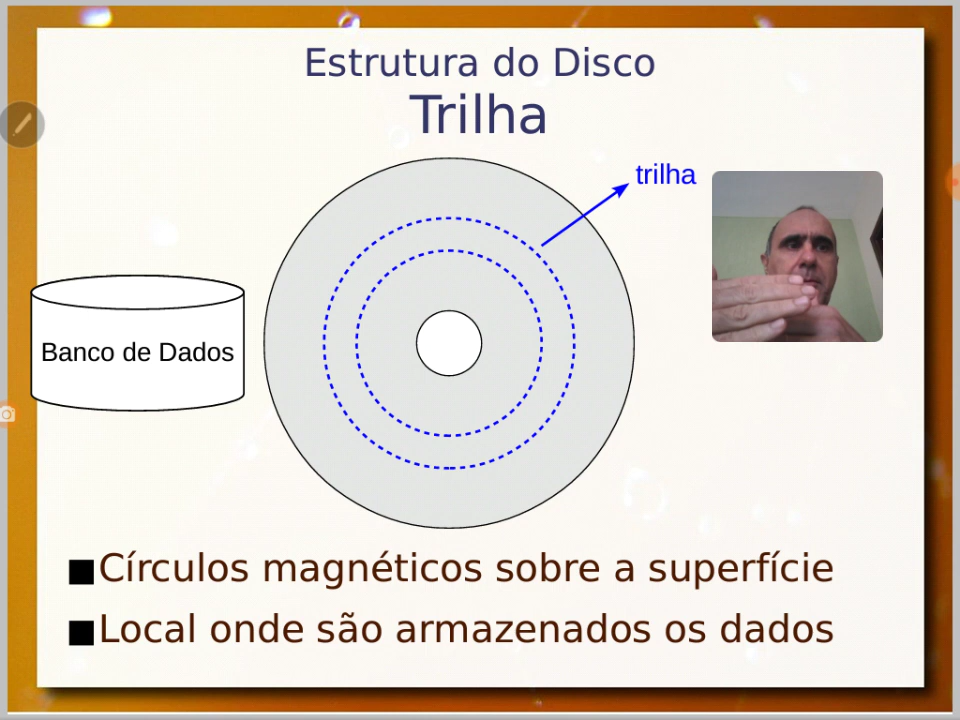 Estrutura do Disco
Trilha
trilha
Banco de Dados
Círculos magnéticos sobre a superfície
Local onde são armazenados os dados